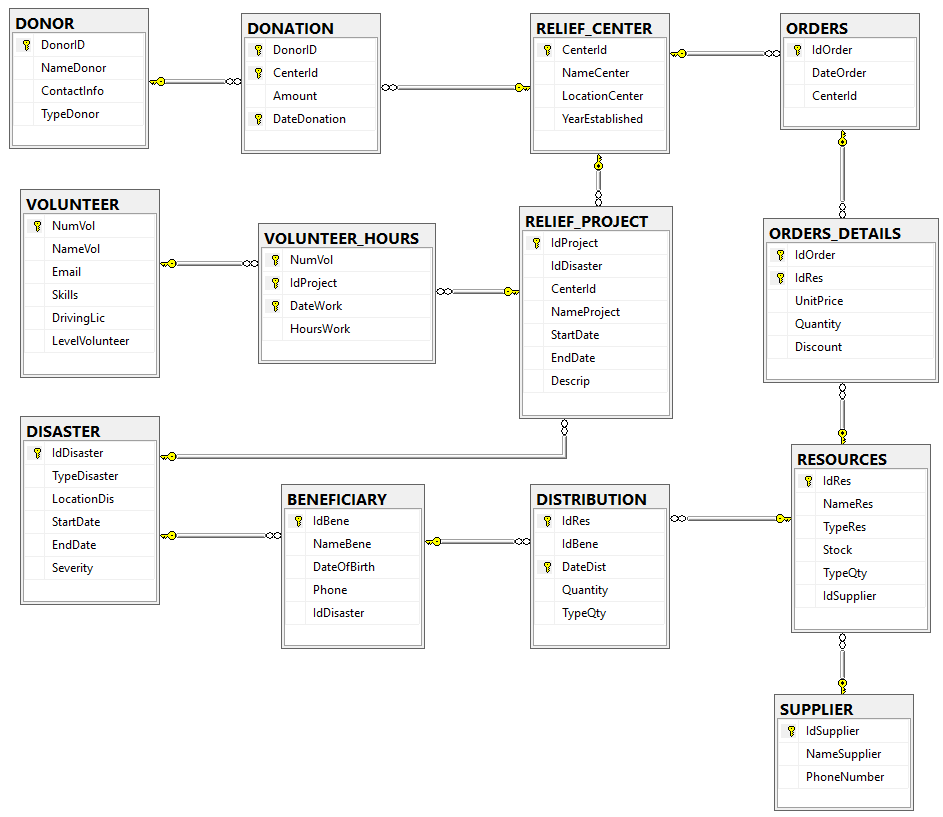 DONOR
DonorID
NameDonor
ContactInfo
TypeDonor
DONATION
DonorID
CenterId
Amount
DateDonation
RELIEF_CENTER
CenterId
NameCenter
LocationCenter
YearEstablished
ORDERS
IdOrder
DateOrder
CenterId
VOLUNTEER
NumVol
NameVol
Email
Skills
DrivingLic
LevelVolunteer
VOLUNTEER_HOURS
NumVol
IdProject
DateWork
HoursWork
RELIEF_PROJECT
IdProject
IdDisaster
CenterId
NameProject
StartDate
EndDate
Descrip
ORDERS_DETAILS
IdOrder
IdRes
UnitPrice
Quantity
Discount
DISASTER
IdDisaster
TypeDisaster
LocationDis
StartDate
EndDate
Severity
BENEFICIARY
IdBene
NameBene
DateOfBirth
Phone
IdDisaster
DISTRIBUTION
IdRes
IdBene
DateDist
Quantity
TypeQty
RESOURCES
IdRes
NameRes
TypeRes
Stock
TypeQty
IdSupplier
SUPPLIER
IdSupplier
NameSupplier
PhoneNumber